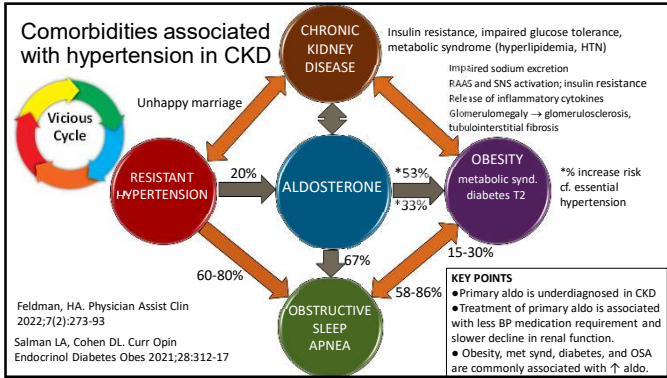 Comorbidities associated
with hypertension in CKD
CHRONIC
KIDNEY
DISEASE
Insulin resistance, impaired glucose tolerance,
metabolic syndrome (hyperlipidemia, HTN)
Impaired sodium excretion
RAAS and SNS activation; insulin resistance
Release of inflammatory cytokines
Glomerulomegaly → glomerulosclerosis,
tubulointerstitial fibrosis
Vicious
Cycle
Unhappy marriage
RESISTANT
HYPERTENSION
20%
ALDOSTERONE
*53%
*33%
OBESITY
metabolic synd.
diabetes T2
*% increase risk
cf. essential
hypertension
60-80%
67%
58-86%
15-30%
OBSTRUCTIVE
SLEEP
APNEA
Feldman, HA. Physician Assist Clin
2022;7(2):273-93
Salman LA, Cohen DL. Curr Opin
Endocrinol Diabetes Obes 2021;28:312-17
KEY POINTS
●Primary aldo is underdiagnosed in CKD
●Treatment of primary aldo is associated
with less BP medication requirement and
slower decline in renal function.
● Obesity, met synd, diabetes, and OSA
are commonly associated with ↑ aldo.